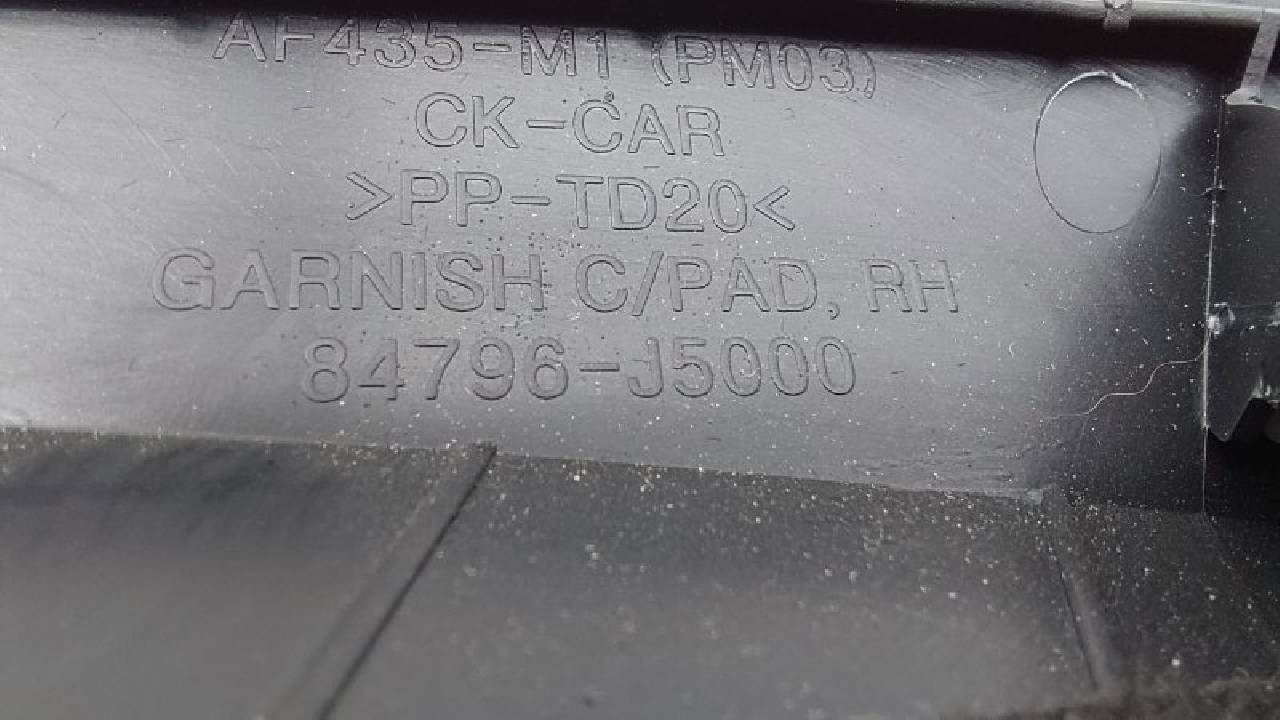 AF435-M1 (PM03)
CK-CAR
>PP-TD20<
GARNISH C/PAD, RH
84796-J5000